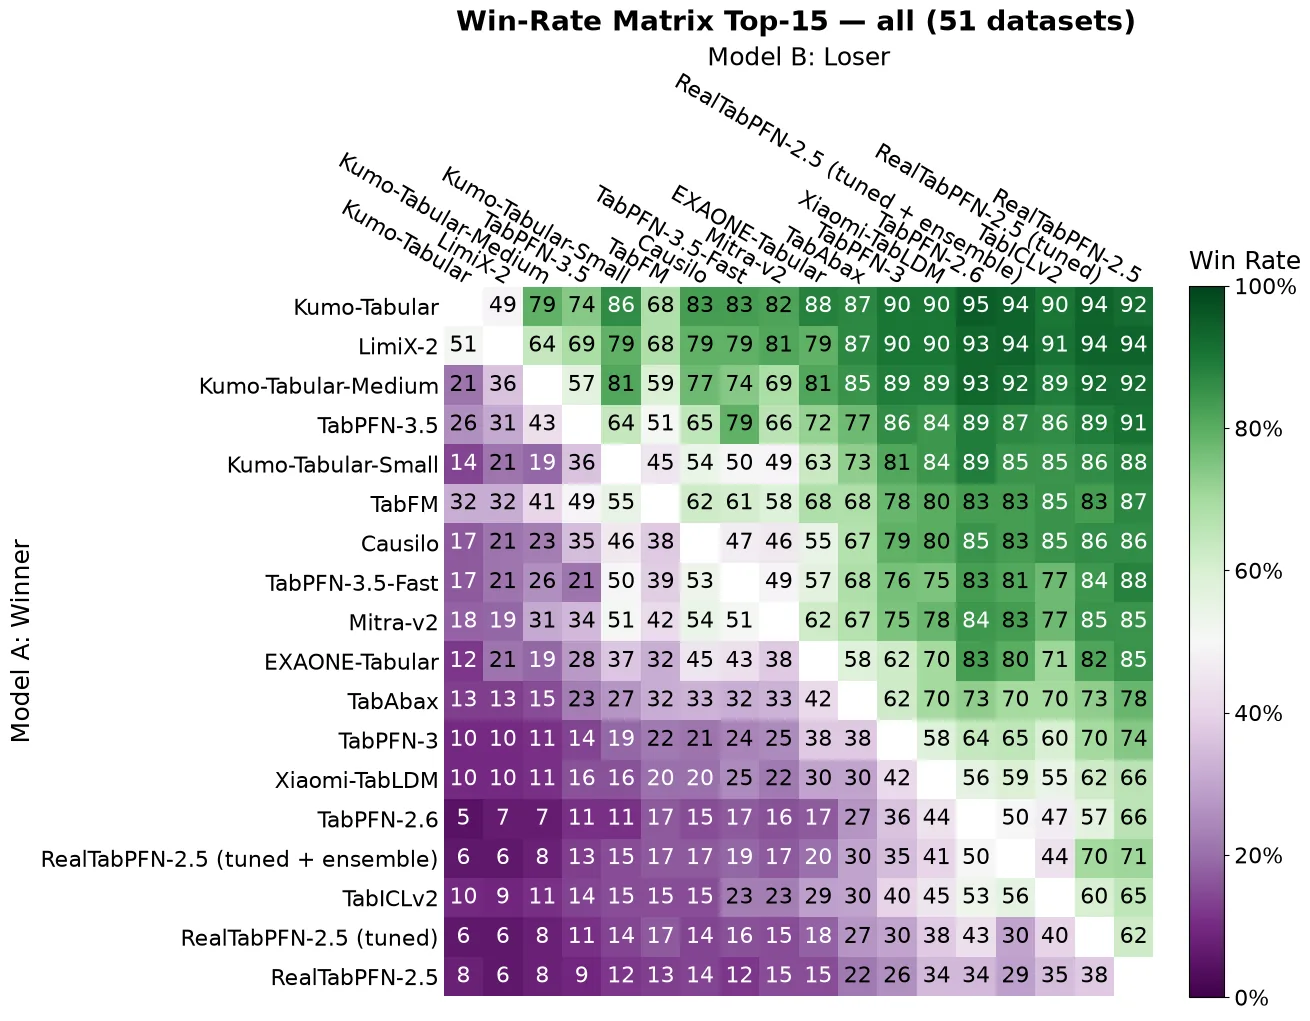 Win-Rate Matrix Top-15 — all (51 datasets)
Model B: Loser
Kumo-Tabular
LimiX-2
Kumo-Tabular-Medium
TabPFN-3.5
Kumo-Tabular-Small
TabFM
Causilo
TabPFN-3.5-Fast
Mitra-v2
EXAONE-Tabular
TabAbax
TabPFN-3
Xiaomi-TabLDM
TabPFN-2.6
RealTabPFN-2.5 (tuned + ensemble)
TabICLv2
RealTabPFN-2.5 (tuned)
RealTabPFN-2.5
Model A: Winner
Kumo-Tabular 49 79 74 86 68 83 83 82 88 87 90 90 95 94 90 94 92
LimiX-2 51 64 69 79 68 79 79 81 79 87 90 90 93 94 91 94 94
Kumo-Tabular-Medium 21 36 57 81 59 77 74 69 81 85 89 89 93 92 89 92 92
TabPFN-3.5 26 31 43 64 51 65 79 66 72 77 86 84 89 87 86 89 91
Kumo-Tabular-Small 14 21 19 36 45 54 50 49 63 73 81 84 89 85 85 86 88
TabFM 32 32 41 49 55 62 61 58 68 68 78 80 83 83 85 83 87
Causilo 17 21 23 35 46 38 47 46 55 67 79 80 85 83 85 86 86
TabPFN-3.5-Fast 17 21 26 21 50 39 53 49 57 68 76 75 83 81 77 84 88
Mitra-v2 18 19 31 34 51 42 54 51 62 67 75 78 84 83 77 85 85
EXAONE-Tabular 12 21 19 28 37 32 45 43 38 58 62 70 83 80 71 82 85
TabAbax 13 13 15 23 27 32 33 32 33 42 62 70 73 70 70 73 78
TabPFN-3 10 10 11 14 19 22 21 24 25 38 38 58 64 65 60 70 74
Xiaomi-TabLDM 10 10 11 16 16 20 20 25 22 30 30 42 56 59 55 62 66
TabPFN-2.6 5 7 7 11 11 17 15 17 16 17 27 36 44 50 47 57 66
RealTabPFN-2.5 (tuned + ensemble) 6 6 8 13 15 17 17 19 17 20 30 35 41 50 44 70 71
TabICLv2 10 9 11 14 15 15 15 23 23 29 30 40 45 53 56 60 65
RealTabPFN-2.5 (tuned) 6 6 8 11 14 17 14 16 15 18 27 30 38 43 30 40 62
RealTabPFN-2.5 8 6 8 9 12 13 14 12 15 15 22 26 34 34 29 35 38
Win Rate
100%
80%
60%
40%
20%
0%